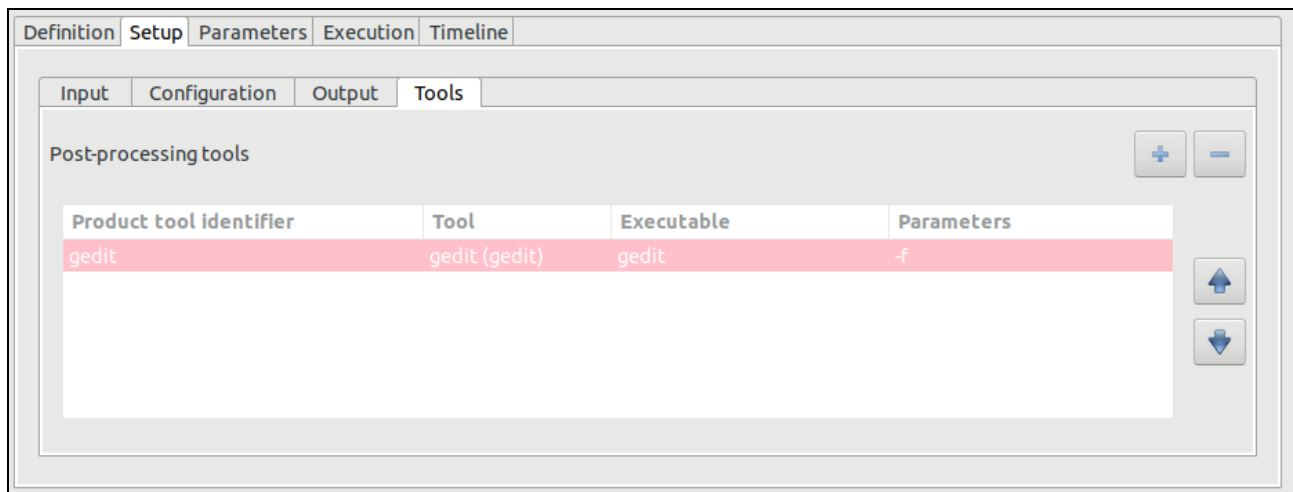 Definition Setup Parameters Execution Timeline
Input Configuration Output Tools
Post-processing tools
Product tool identifier Tool Executable Parameters
gedit gedit (gedit) gedit -f